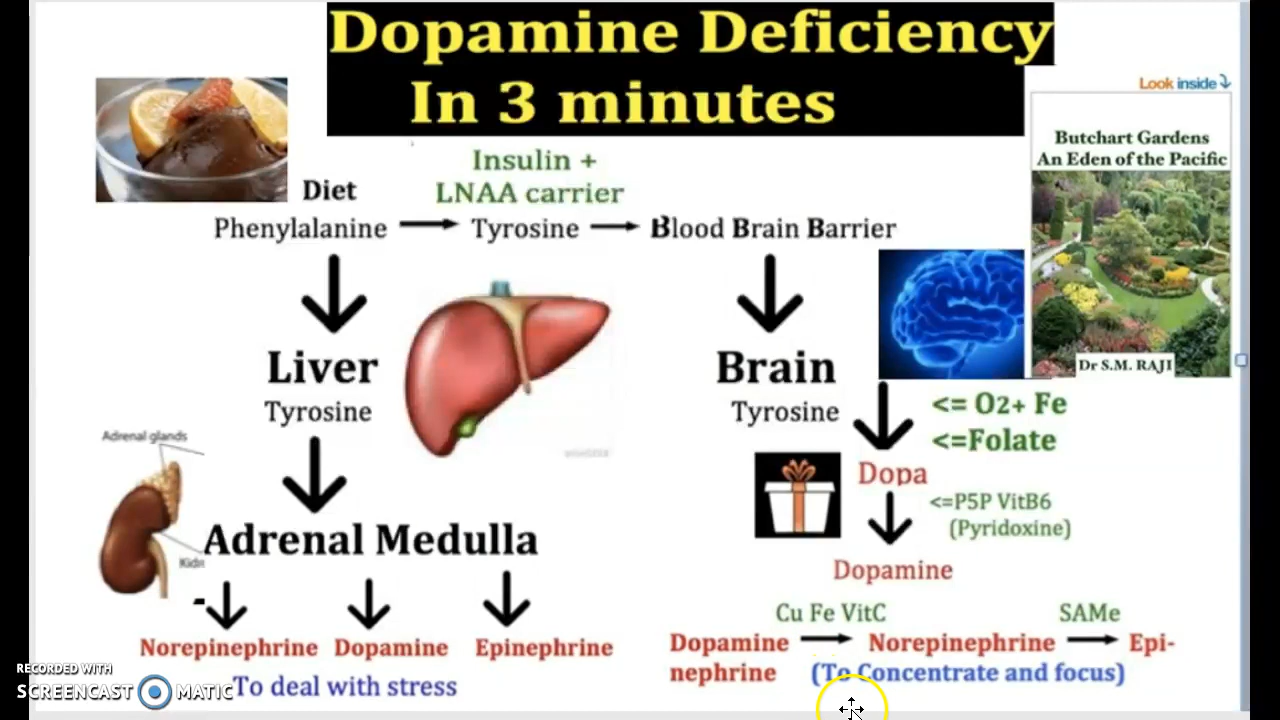 Dopamine Deficiency
In 3 minutes
Look inside
Butchart Gardens
An Eden of the Pacific
Dr S.M. RAJI
Insulin +
LNAA carrier
Diet
Phenylalanine Tyrosine Blood Brain Barrier
Liver
Tyrosine
Brain
Tyrosine
<= O2+ Fe
<=Folate
Dopa
<=P5P VitB6
(Pyridoxine)
Dopamine
Adrenal glands
Kidn
Adrenal Medulla
Norepinephrine Dopamine Epinephrine
To deal with stress
Cu Fe VitC SAMe
Dopamine Norepinephrine Epi-
nephrine (To Concentrate and focus)
RECORDED WITH
SCREENCAST MATIC